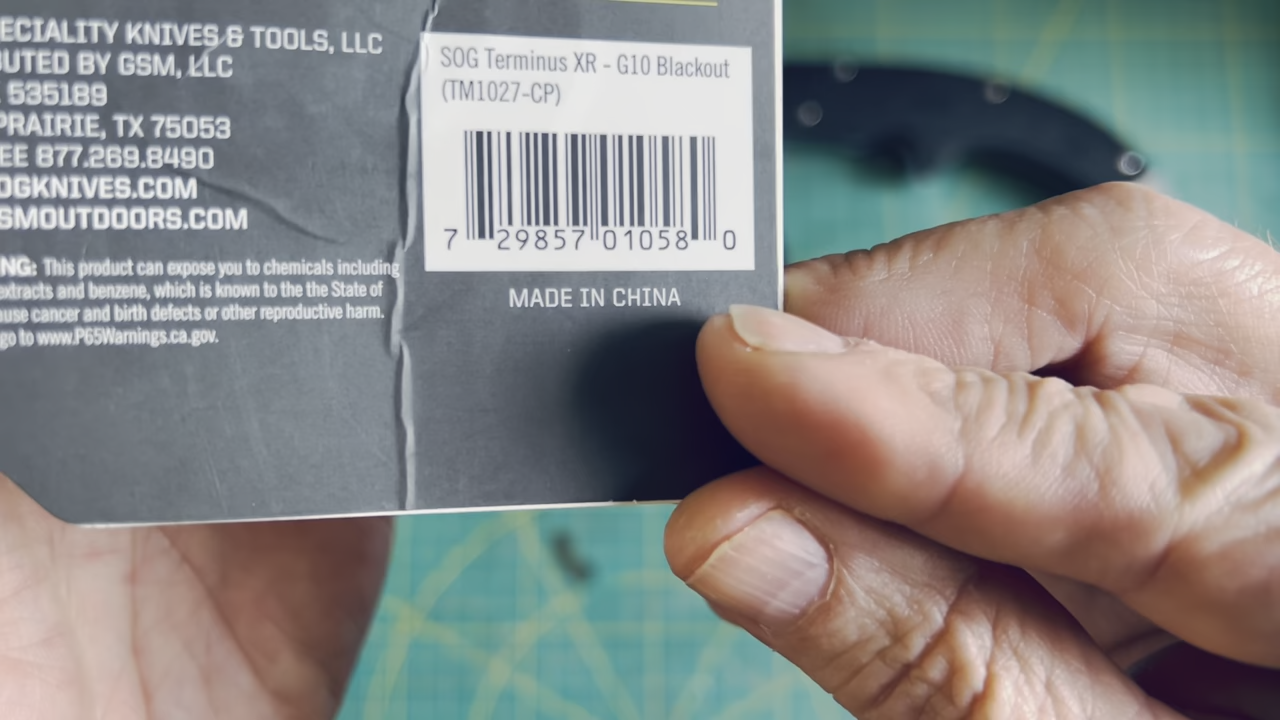 ECIALITY KNIVES & TOOLS, LLC
UTED BY GSM, LLC
535189
PRAIRIE, TX 75053
EE 877.269.8490
OGKNIVES.COM
SMOUTDOORS.COM
NG: This product can expose you to chemicals including
extracts and benzene, which is known to the the State of
use cancer and birth defects or other reproductive harm.
go to www.P65Warnings.ca.gov.
SOG Terminus XR - G10 Blackout
(TM1027-CP)
7 29857 01058 0
MADE IN CHINA